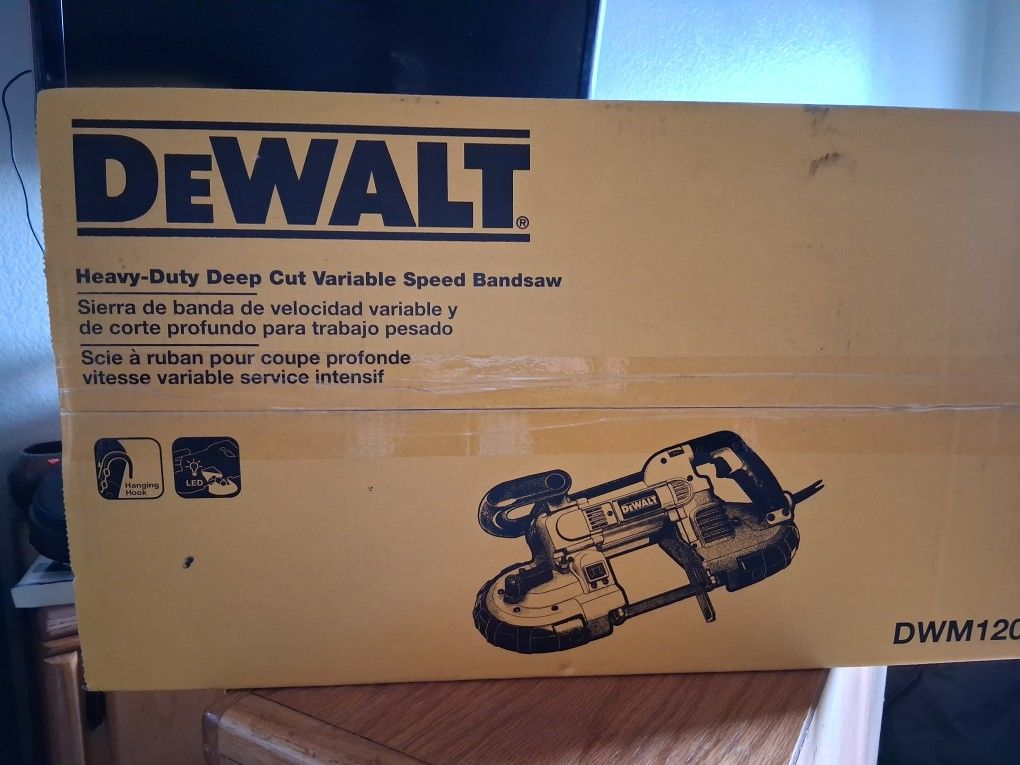 DEWALT®
Heavy-Duty Deep Cut Variable Speed Bandsaw
Sierra de banda de velocidad variable y
de corte profundo para trabajo pesado
Scie à ruban pour coupe profonde
vitesse variable service intensif
Hanging
Hook
LED
DEWALT
DWM120